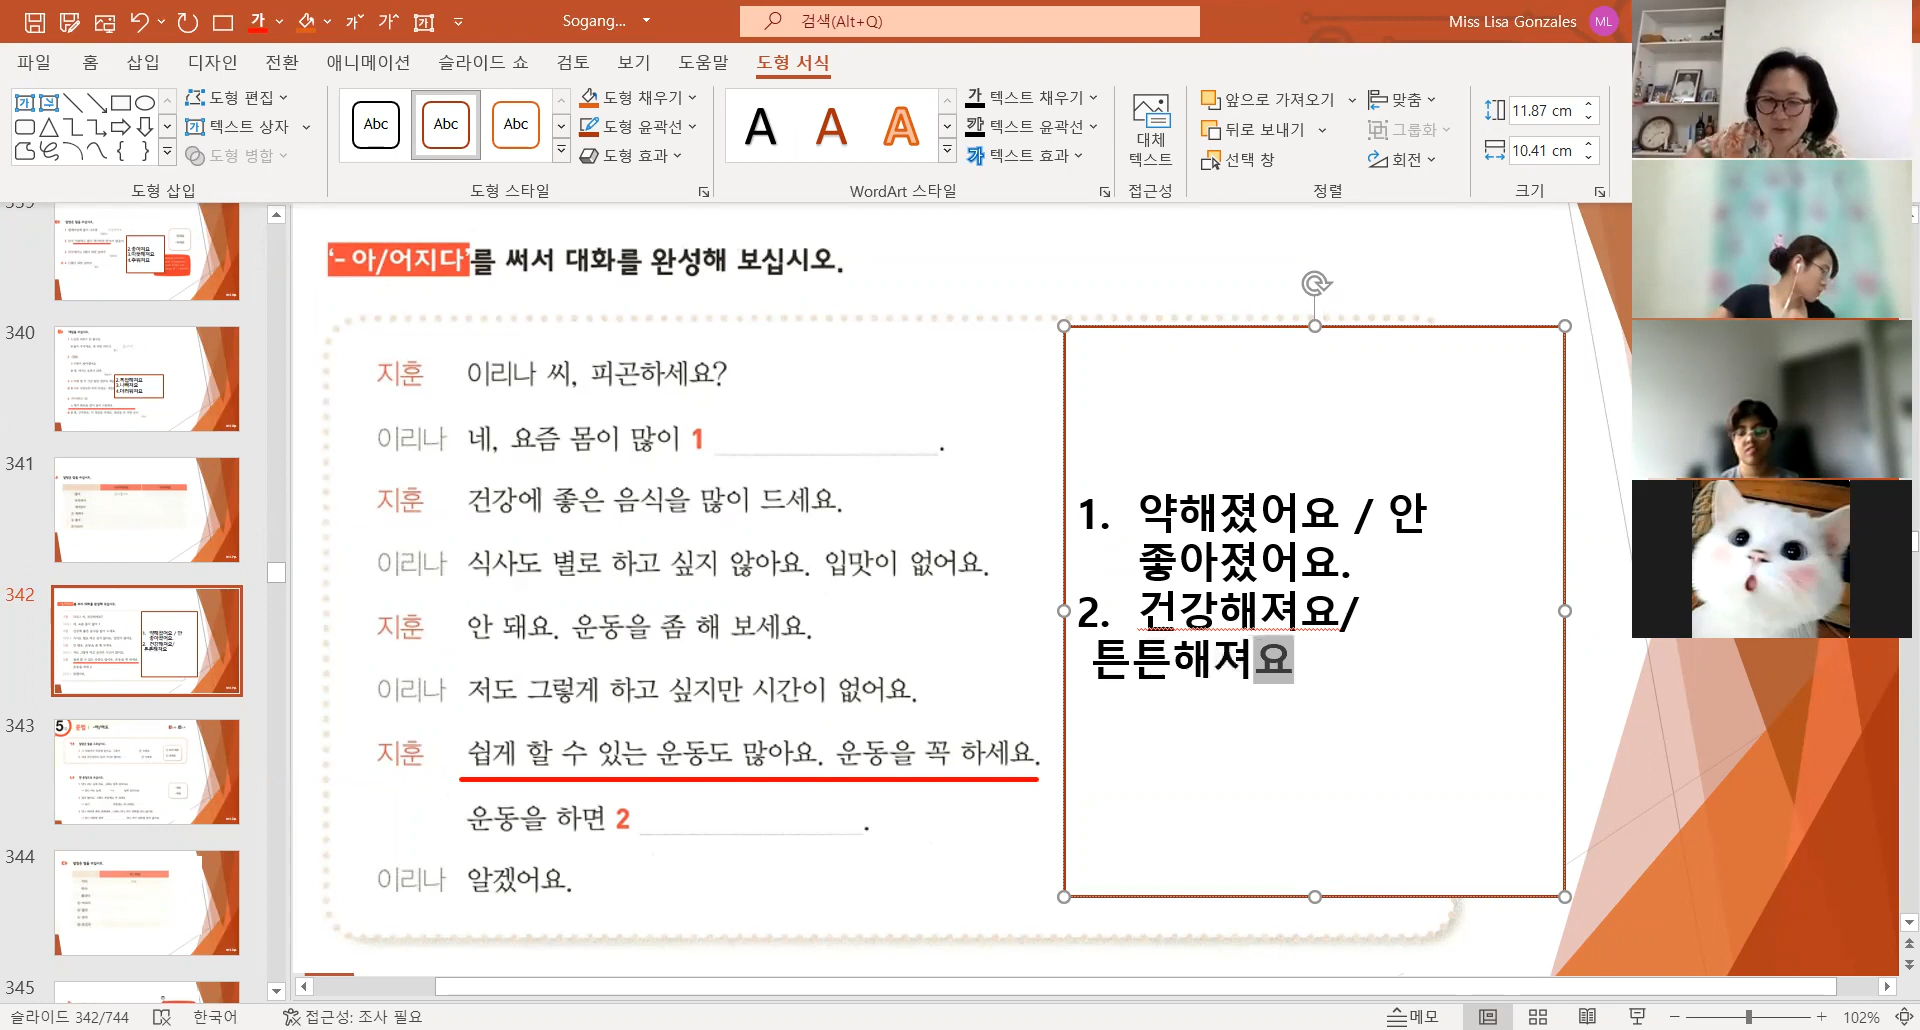 Sogang...
검색(Alt+Q)
Miss Lisa Gonzales
ML
파일 홈 삽입 디자인 전환 애니메이션 슬라이드 쇼 검토 보기 도움말 도형 서식
도형 편집
텍스트 상자
도형 병합
도형 삽입
Abc Abc Abc
도형 채우기
도형 윤곽선
도형 효과
도형 스타일
A A A
텍스트 채우기
텍스트 윤곽선
텍스트 효과
WordArt 스타일
대체
텍스트
접근성
앞으로 가져오기
뒤로 보내기
선택 창
맞춤
그룹화
회전
정렬
11.87 cm
10.41 cm
크기
339
340
341
342
343
344
345
'-아/어지다'를 써서 대화를 완성해 보십시오.
지훈 이리나 씨, 피곤하세요?
이리나 네, 요즘 몸이 많이 1 .
지훈 건강에 좋은 음식을 많이 드세요.
이리나 식사도 별로 하고 싶지 않아요. 입맛이 없어요.
지훈 안 돼요. 운동을 좀 해 보세요.
이리나 저도 그렇게 하고 싶지만 시간이 없어요.
지훈 쉽게 할 수 있는 운동도 많아요. 운동을 꼭 하세요.
운동을 하면 2 .
이리나 알겠어요.
1. 약해졌어요 / 안
좋아졌어요.
2. 건강해져요/
튼튼해져요
슬라이드 342/744
한국어
접근성: 조사 필요
메모
102%